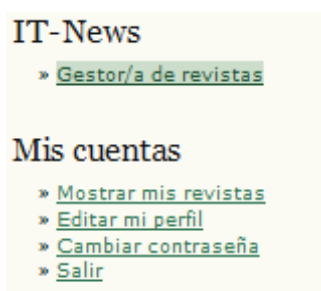 IT-News
» Gestor/a de revistas
Mis cuentas
» Mostrar mis revistas
» Editar mi perfil
» Cambiar contraseña
» Salir